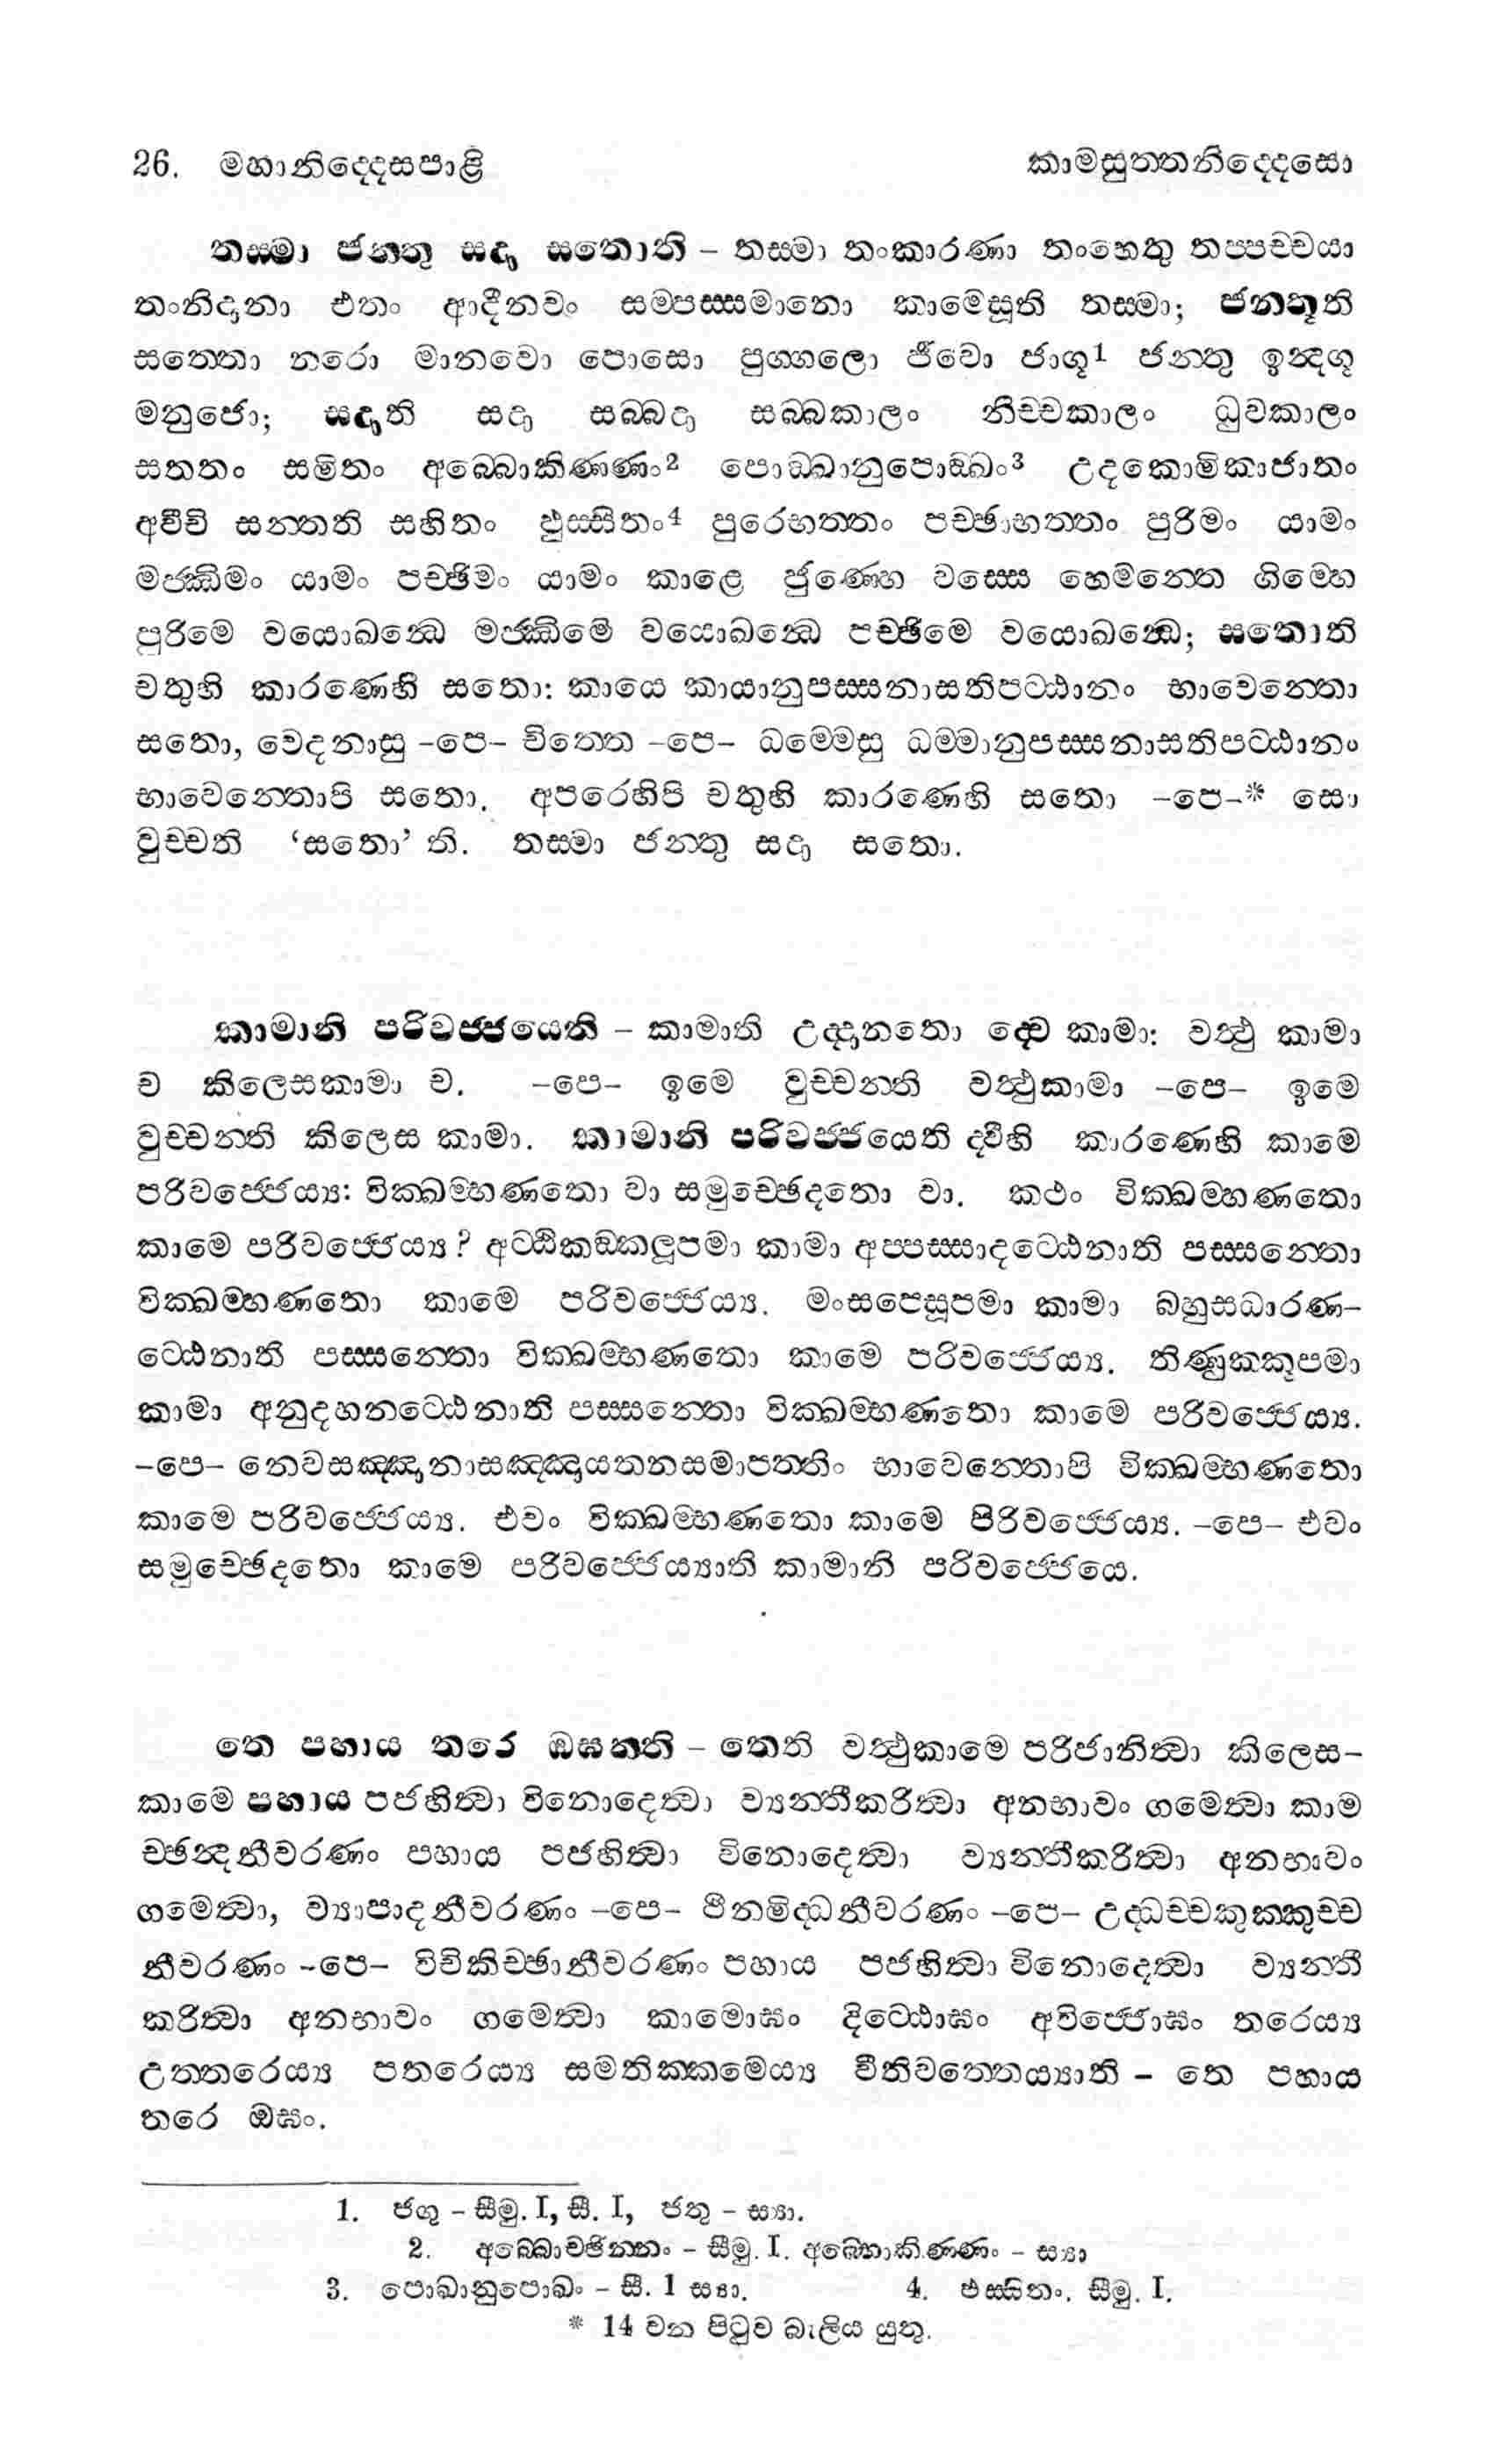 26. මහානිද්දෙසපාළි කාමසුත්තනිද්දෙසො
තස්මා ජන්තු සදා සතොති – තස්මා තංකාරණා තංහෙතු තප්පච්චයා
තංනිදානා එතං ආදීනවං සම්පස්සමානො කාමෙසූති තස්මා; ජන්තූති
සත්තො නරො මානවො පොසො පුග්ගලො ජීවො ජාගූ1 ජන්තු ඉන්දගූ
මනුජො; සදාති සදා සබ්බදා සබ්බකාලං නිච්චකාලං ධුවකාලං
සතතං සමිතං අබ්බොකිණ්ණං2 පොඞ්ඛානුපොඞ්ඛං3 උදකොමිකාජාතං
අවීචි සන්තති සහිතං ඵුස්සිතං4 පුරෙභත්තං පච්ඡාභත්තං පුරිමං යාමං
මජ්ඣිමං යාමං පච්ඡිමං යාමං කාළෙ ජුණ්හෙ වස්සෙ හෙමන්තෙ ගිම්හෙ
පුරිමෙ වයොඛන්ධෙ මජ්ඣිමෙ වයොඛන්ධෙ පච්ඡිමෙ වයොඛන්ධෙ; සතොති
චතුහි කාරණෙහි සතො: කායෙ කායානුපස්සනාසතිපට්ඨානං භාවෙන්තො
සතො, වෙදනාසු –පෙ– චිත්තෙ –පෙ– ධම්මෙසු ධම්මානුපස්සනාසතිපට්ඨානං
භාවෙන්තොපි සතො. අපරෙහිපි චතුහි කාරණෙහි සතො –පෙ–* සො
වුච්චති ‘සතො’ ති. තස්මා ජන්තු සදා සතො.
කාමානි පරිවජ්ජයෙති – කාමාති උද්දානතො ද්වෙ කාමා: වත්ථු කාමා
ච කිලෙසකාමා ච. –පෙ– ඉමෙ වුච්චන්ති වත්ථුකාමා –පෙ– ඉමෙ
වුච්චන්ති කිලෙස කාමා. කාමානි පරිවජ්ජයෙති ද්වීහි කාරණෙහි කාමෙ
පරිවජ්ජෙය්‍ය: වික්ඛම්හණතො වා සමුච්ඡෙදතො වා. කථං වික්ඛම්හණතො
කාමෙ පරිවජ්ජෙය්‍ය? අට්ඨිකඞ්කලූපමා කාමා අප්පස්සාදට්ඨෙනාති පස්සන්තො
වික්ඛම්හණතො කාමෙ පරිවජ්ජෙය්‍ය. මංසපෙසූපමා කාමා බහුසධාරණ–
ට්ඨෙනාති පස්සන්තො වික්ඛම්භණතො කාමෙ පරිවජ්ජෙය්‍ය. තිණුක්කූපමා
කාමා අනුදහනට්ඨෙනාති පස්සන්තො වික්ඛම්භණතො කාමෙ පරිවජ්ජෙය්‍ය.
–පෙ– නෙවසඤ්ඤානාසඤ්ඤායතනසමාපත්තිං භාවෙන්තොපි වික්ඛම්භණතො
කාමෙ පරිවජ්ජෙය්‍ය. එවං වික්ඛම්භණතො කාමෙ පිරිවජ්ජෙය්‍ය. –පෙ– එවං
සමුච්ඡෙදතො කාමෙ පරිවජ්ජෙය්‍යාති කාමානි පරිවජ්ජෙයෙ.
තෙ පහාය තරෙ ඔඝන්ති – තෙති වත්ථුකාමෙ පරිජානිත්වා කිලෙස–
කාමෙ පහාය පජහිත්වා විනොදෙත්වා ව්‍යන්තීකරිත්වා අනභාවං ගමෙත්වා කාම
ච්ඡන්දනීවරණං පහාය පජහිත්වා විනොදෙත්වා ව්‍යන්තීකරිත්වා අනභාවං
ගමෙත්වා, ව්‍යාපාදනීවරණං –පෙ– ථීනමිද්ධනීවරණං –පෙ– උද්ධච්චකුක්කුච්ච
නීවරණං –පෙ– විචිකිච්ඡානීවරණං පහාය පජහිත්වා විනොදෙත්වා ව්‍යන්තී
කරිත්වා අනභාවං ගමෙත්වා කාමොඝං දිට්ඨොඝං අවිජ්ජොඝං තරෙය්‍ය
උත්තරෙය්‍ය පතරෙය්‍ය සමතික්කමෙය්‍ය වීතිවත්තෙය්‍යාති – තෙ පහාය
තරෙ ඔඝං.
1. ජගු – සීමු. I, සී. I, ජතු – ස්‍යා.
2. අබ්බොච්ඡින්නං – සීමු. I. අබ්භොකිණ්ණං – ස්‍යා
3. පොඛානුපොඛං – සී. 1 ස්‍යා. 4. ඵස්සිතං. සීමු. I.
* 14 වන පිටුව බැලිය යුතු.